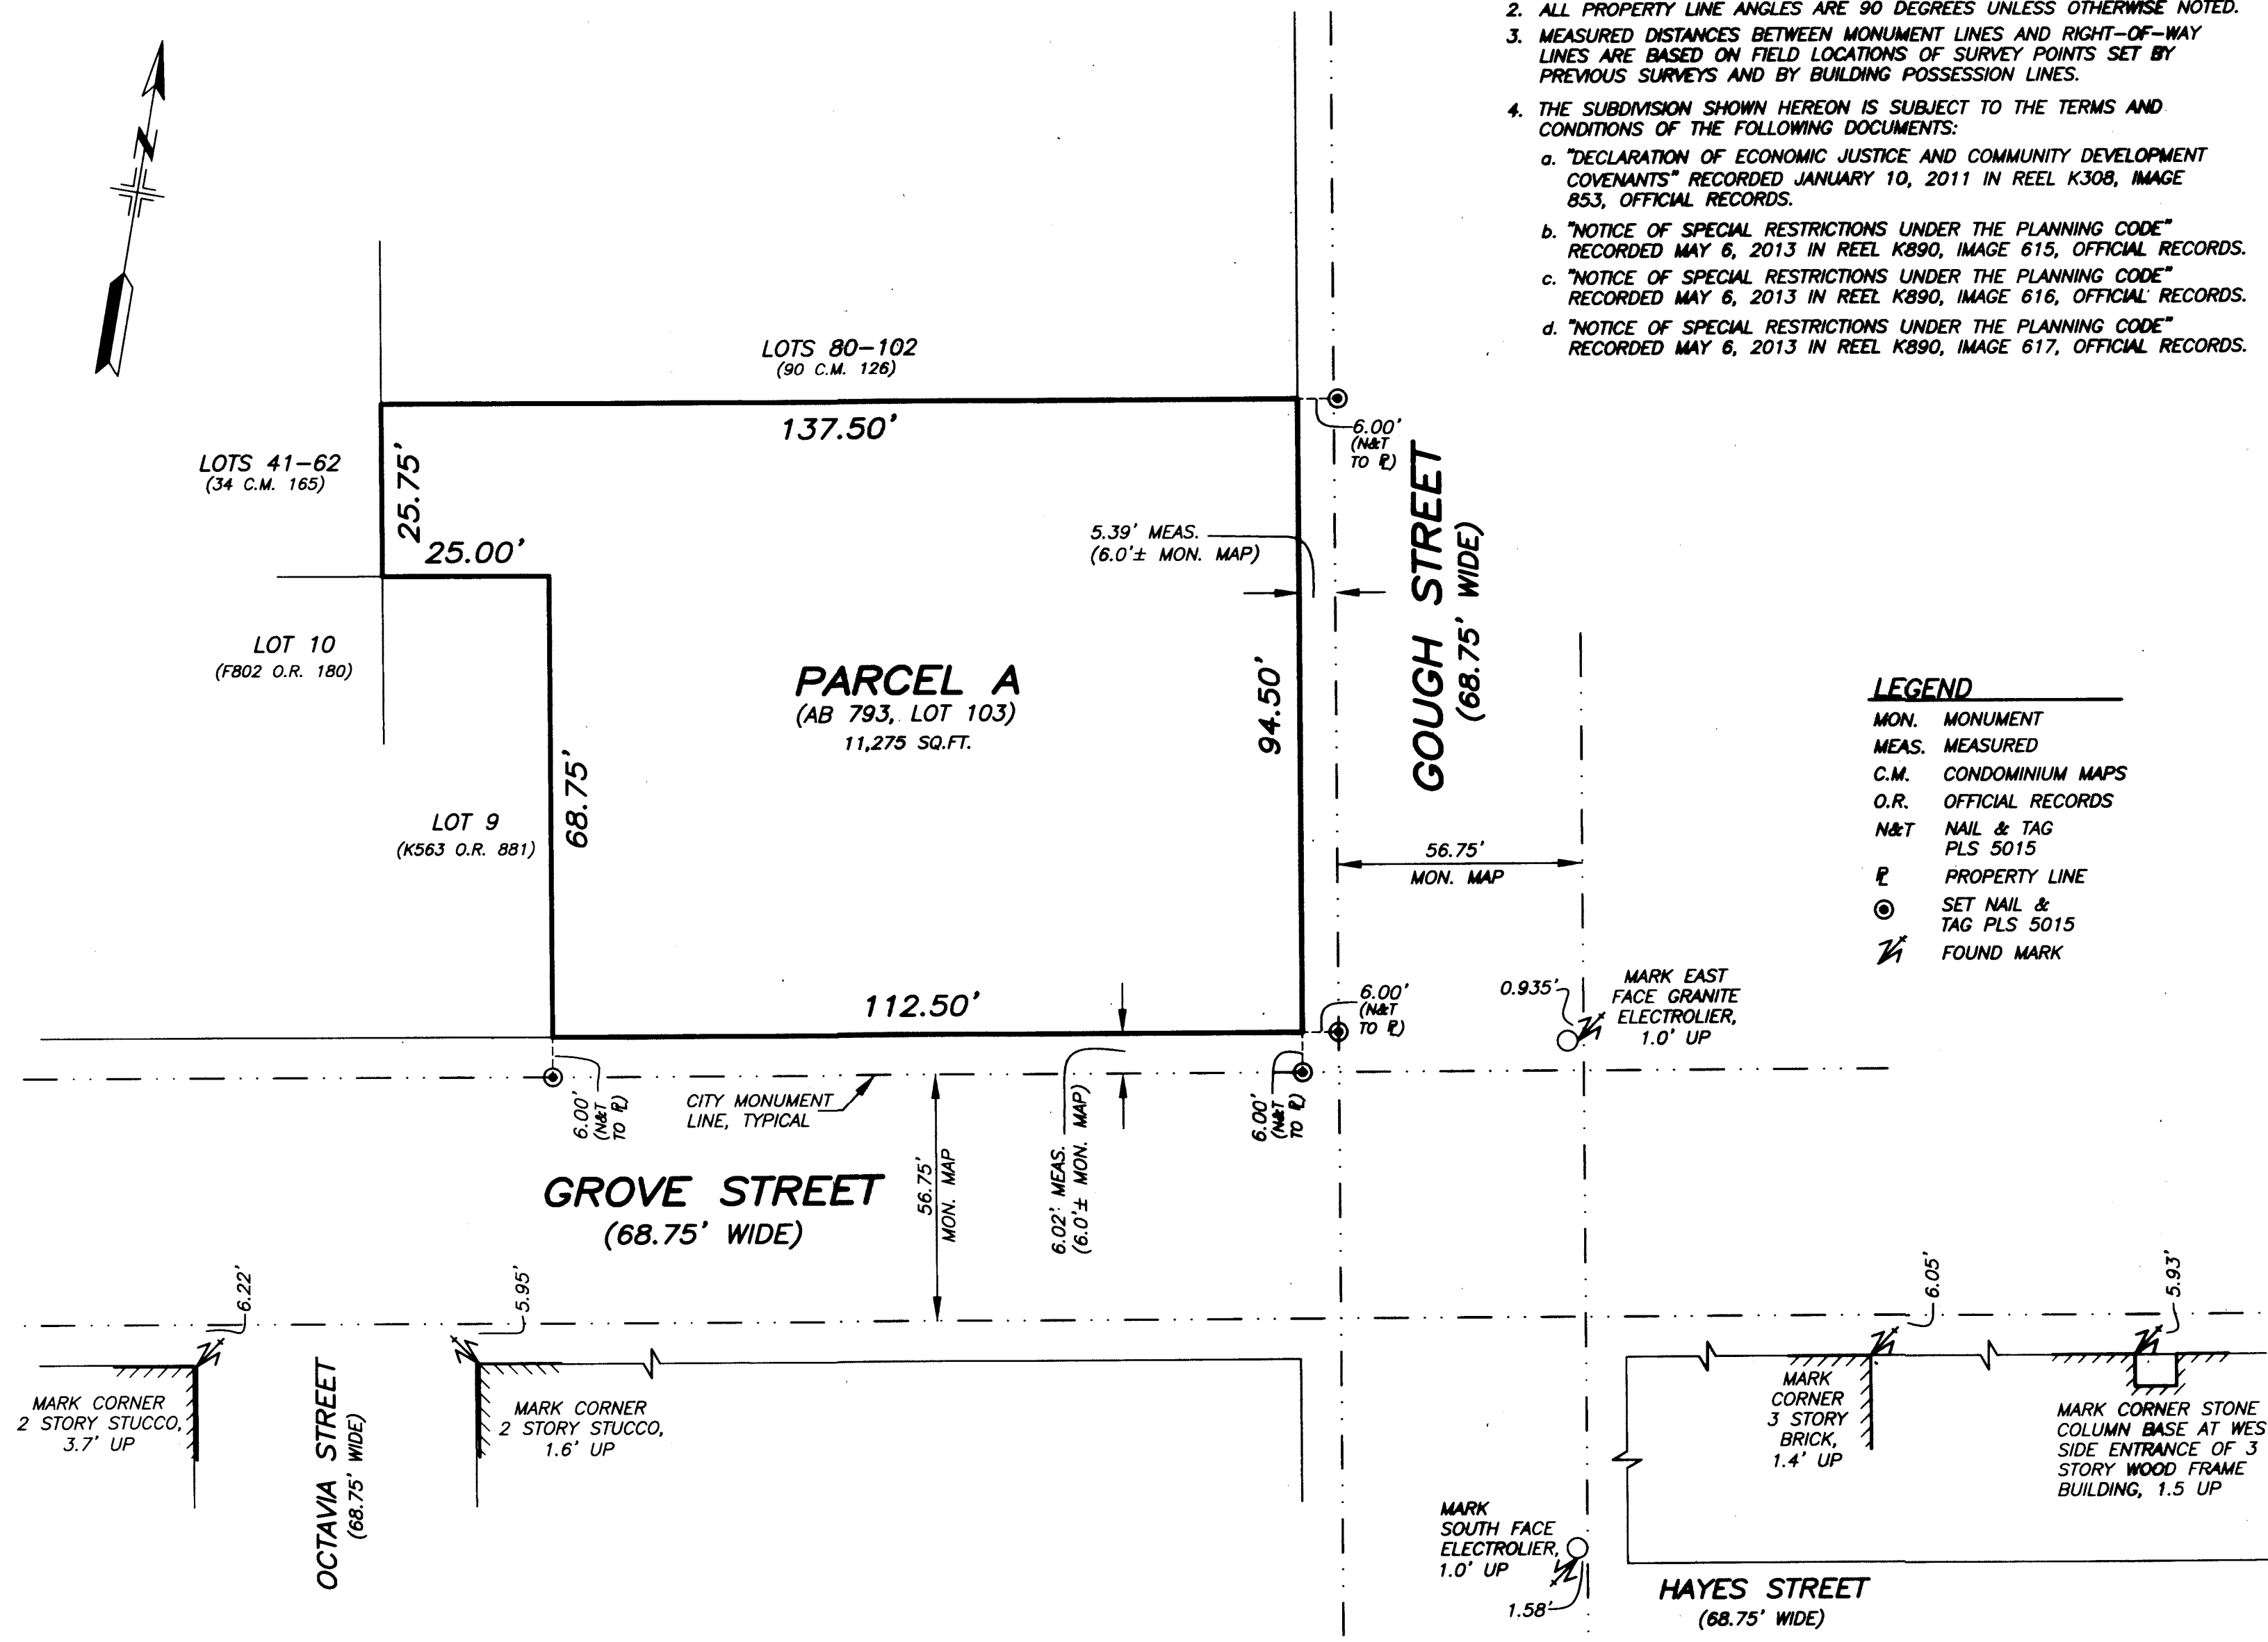 2. ALL PROPERTY LINE ANGLES ARE 90 DEGREES UNLESS OTHERWISE NOTED.
3. MEASURED DISTANCES BETWEEN MONUMENT LINES AND RIGHT-OF-WAY
LINES ARE BASED ON FIELD LOCATIONS OF SURVEY POINTS SET BY
PREVIOUS SURVEYS AND BY BUILDING POSSESSION LINES.
4. THE SUBDIVISION SHOWN HEREON IS SUBJECT TO THE TERMS AND
CONDITIONS OF THE FOLLOWING DOCUMENTS:
a. "DECLARATION OF ECONOMIC JUSTICE AND COMMUNITY DEVELOPMENT
COVENANTS" RECORDED JANUARY 10, 2011 IN REEL K308, IMAGE
853, OFFICIAL RECORDS.
b. "NOTICE OF SPECIAL RESTRICTIONS UNDER THE PLANNING CODE"
RECORDED MAY 6, 2013 IN REEL K890, IMAGE 615, OFFICIAL RECORDS.
c. "NOTICE OF SPECIAL RESTRICTIONS UNDER THE PLANNING CODE"
RECORDED MAY 6, 2013 IN REEL K890, IMAGE 616, OFFICIAL RECORDS.
d. "NOTICE OF SPECIAL RESTRICTIONS UNDER THE PLANNING CODE"
RECORDED MAY 6, 2013 IN REEL K890, IMAGE 617, OFFICIAL RECORDS.
N
LOTS 80-102
(90 C.M. 126)
137.50'
6.00'
(N&T
TO PL)
LOTS 41-62
(34 C.M. 165)
25.75'
25.00'
5.39' MEAS.
(6.0'± MON. MAP)
GOUGH STREET
(68.75' WIDE)
LOT 10
(F802 O.R. 180)
PARCEL A
(AB 793, LOT 103)
11,275 SQ.FT.
94.50'
68.75'
LOT 9
(K563 O.R. 881)
56.75'
MON. MAP
LEGEND
MON. MONUMENT
MEAS. MEASURED
C.M. CONDOMINIUM MAPS
O.R. OFFICIAL RECORDS
N&T NAIL & TAG
PLS 5015
PL PROPERTY LINE
SET NAIL &
TAG PLS 5015
FOUND MARK
112.50'
6.00'
(N&T
TO PL)
0.935'
MARK EAST
FACE GRANITE
ELECTROLIER,
1.0' UP
6.00'
(N&T
TO PL)
CITY MONUMENT
LINE, TYPICAL
6.00'
(N&T
TO PL)
56.75'
MON. MAP
6.02' MEAS.
(6.0'± MON. MAP)
GROVE STREET
(68.75' WIDE)
6.22'
5.95'
6.05'
5.93'
MARK CORNER
2 STORY STUCCO,
3.7' UP
OCTAVIA STREET
(68.75' WIDE)
MARK CORNER
2 STORY STUCCO,
1.6' UP
MARK
CORNER
3 STORY
BRICK,
1.4' UP
MARK CORNER STONE
COLUMN BASE AT WES
SIDE ENTRANCE OF 3
STORY WOOD FRAME
BUILDING, 1.5 UP
MARK
SOUTH FACE
ELECTROLIER,
1.0' UP
1.58'
HAYES STREET
(68.75' WIDE)